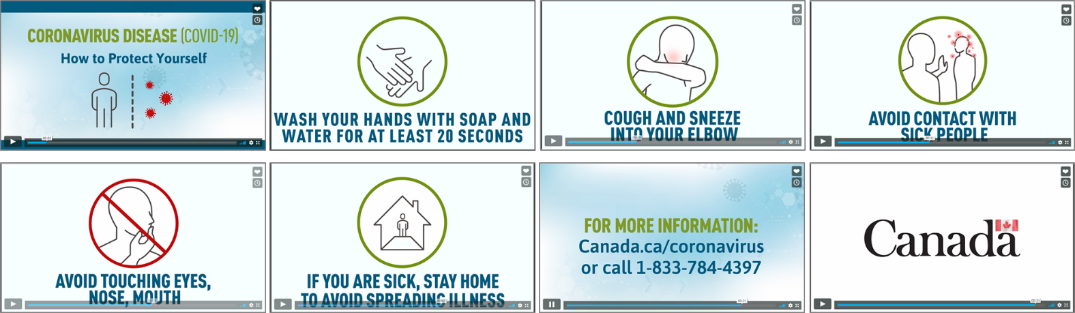 CORONAVIRUS DISEASE (COVID-19)
How to Protect Yourself
WASH YOUR HANDS WITH SOAP AND
WATER FOR AT LEAST 20 SECONDS
COUGH AND SNEEZE
INTO YOUR ELBOW
AVOID CONTACT WITH
SICK PEOPLE
AVOID TOUCHING EYES,
NOSE, MOUTH
IF YOU ARE SICK, STAY HOME
TO AVOID SPREADING ILLNESS
FOR MORE INFORMATION:
Canada.ca/coronavirus
or call 1-833-784-4397
Canada